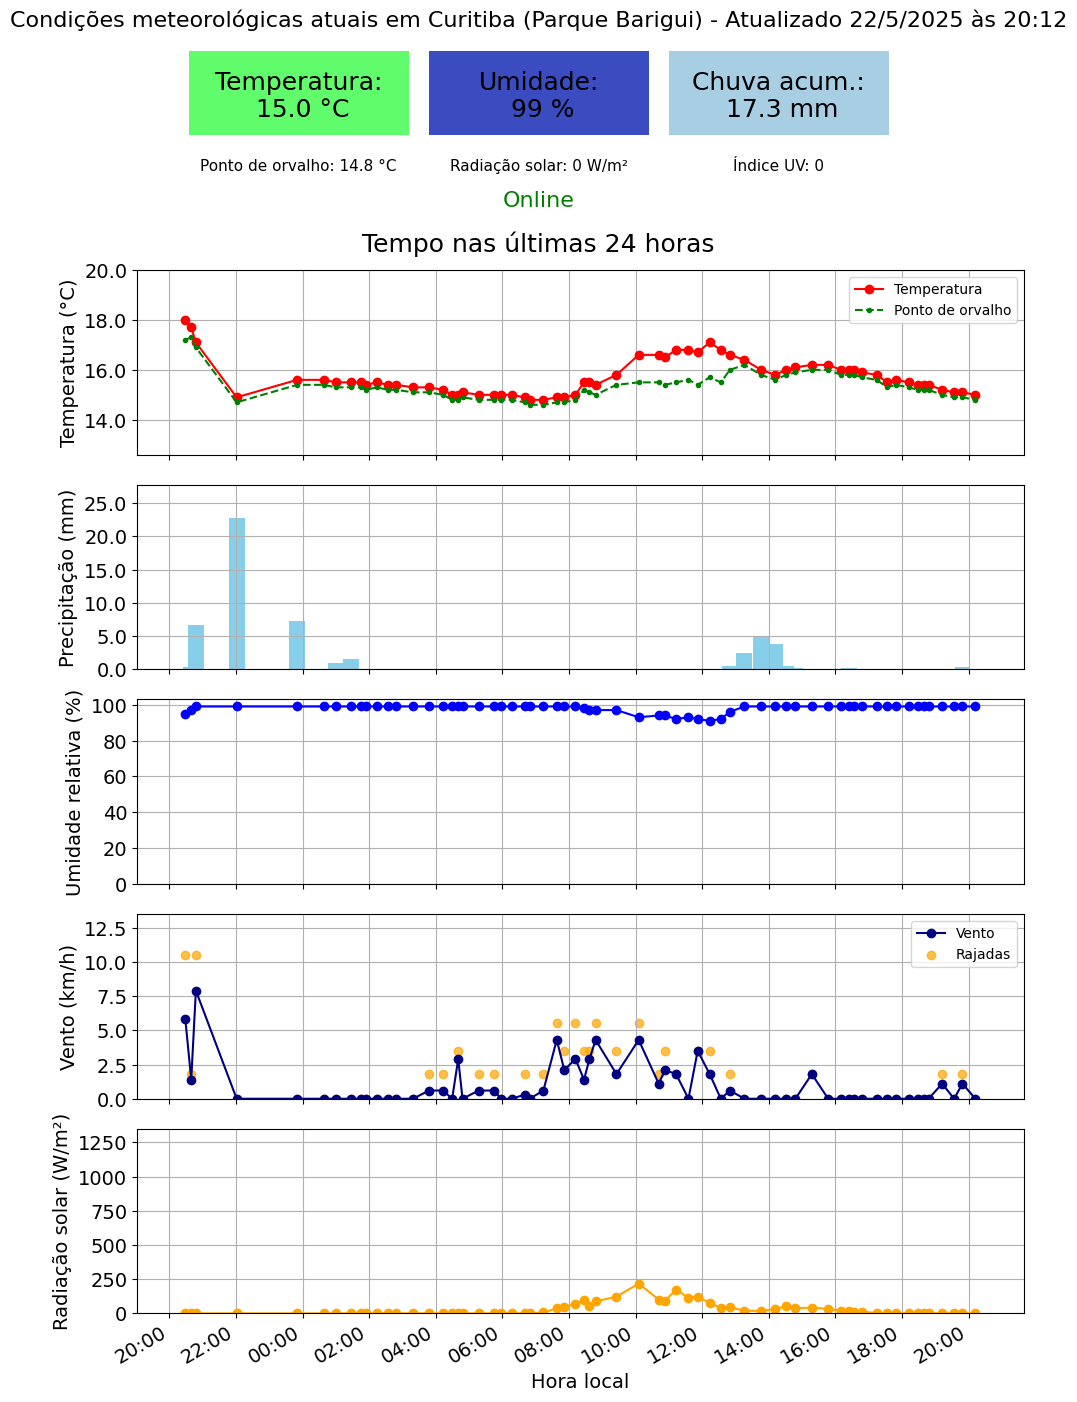 Condições meteorológicas atuais em Curitiba (Parque Barigui) - Atualizado 22/5/2025 às 20:12
Temperatura:
15.0 °C
Umidade:
99 %
Chuva acum.:
17.3 mm
Ponto de orvalho: 14.8 °C
Radiação solar: 0 W/m²
Índice UV: 0
Online
Tempo nas últimas 24 horas
Temperatura (°C)
20.0
18.0
16.0
14.0
Temperatura
Ponto de orvalho
Precipitação (mm)
25.0
20.0
15.0
10.0
5.0
0.0
Umidade relativa (%)
100
80
60
40
20
0
Vento (km/h)
12.5
10.0
7.5
5.0
2.5
0.0
Vento
Rajadas
Radiação solar (W/m²)
1250
1000
750
500
250
0
20:00
22:00
00:00
02:00
04:00
06:00
08:00
10:00
12:00
14:00
16:00
18:00
20:00
Hora local